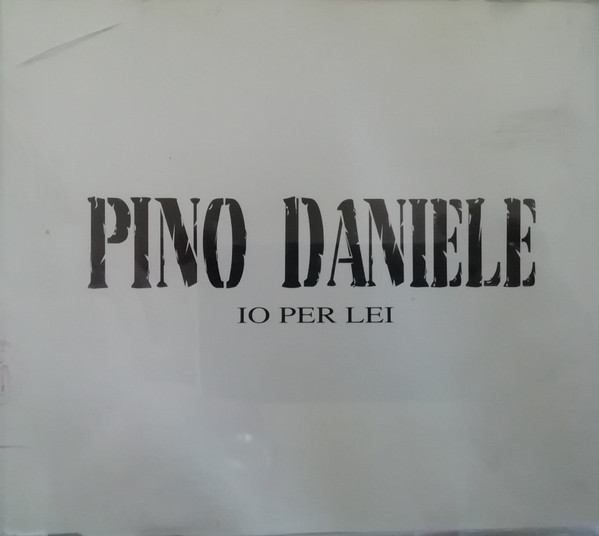 PINO DANIELE
IO PER LEI